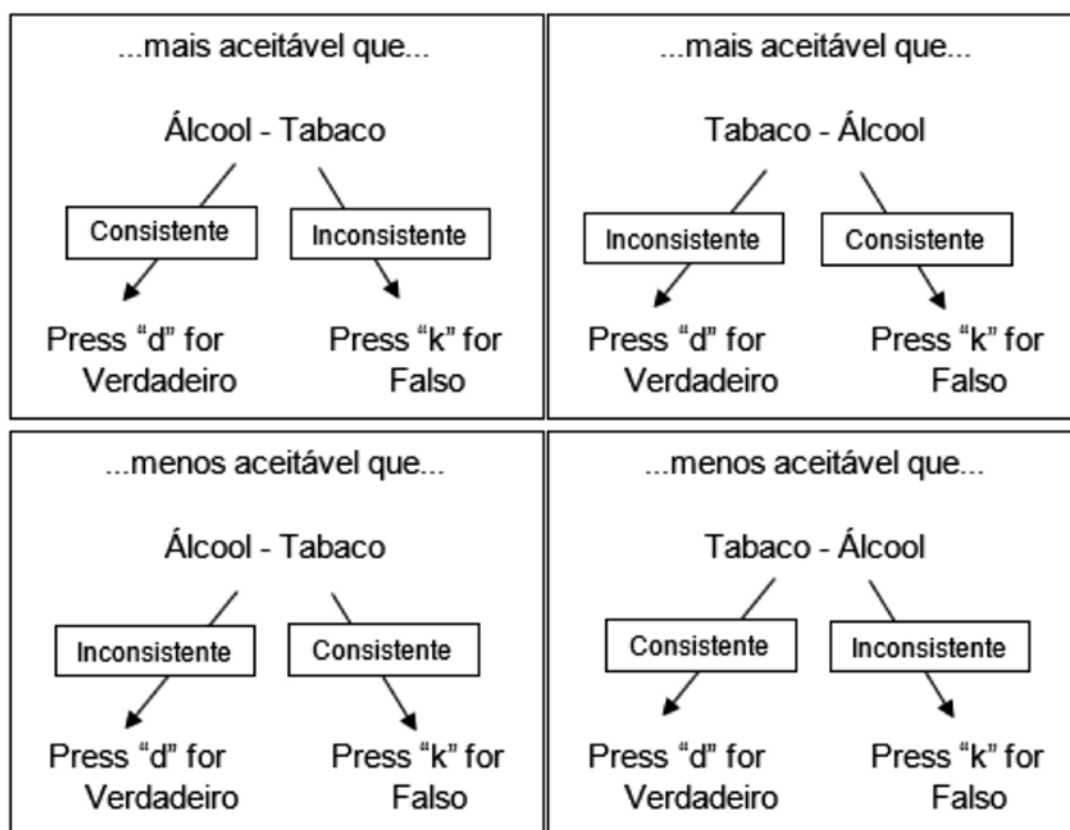 ...mais aceitável que...
Álcool - Tabaco
Consistente
Inconsistente
Press “d” for
Verdadeiro
Press “k” for
Falso
...mais aceitável que...
Tabaco - Álcool
Inconsistente
Consistente
Press “d” for
Verdadeiro
Press “k” for
Falso
...menos aceitável que...
Álcool - Tabaco
Inconsistente
Consistente
Press “d” for
Verdadeiro
Press “k” for
Falso
...menos aceitável que...
Tabaco - Álcool
Consistente
Inconsistente
Press “d” for
Verdadeiro
Press “k” for
Falso